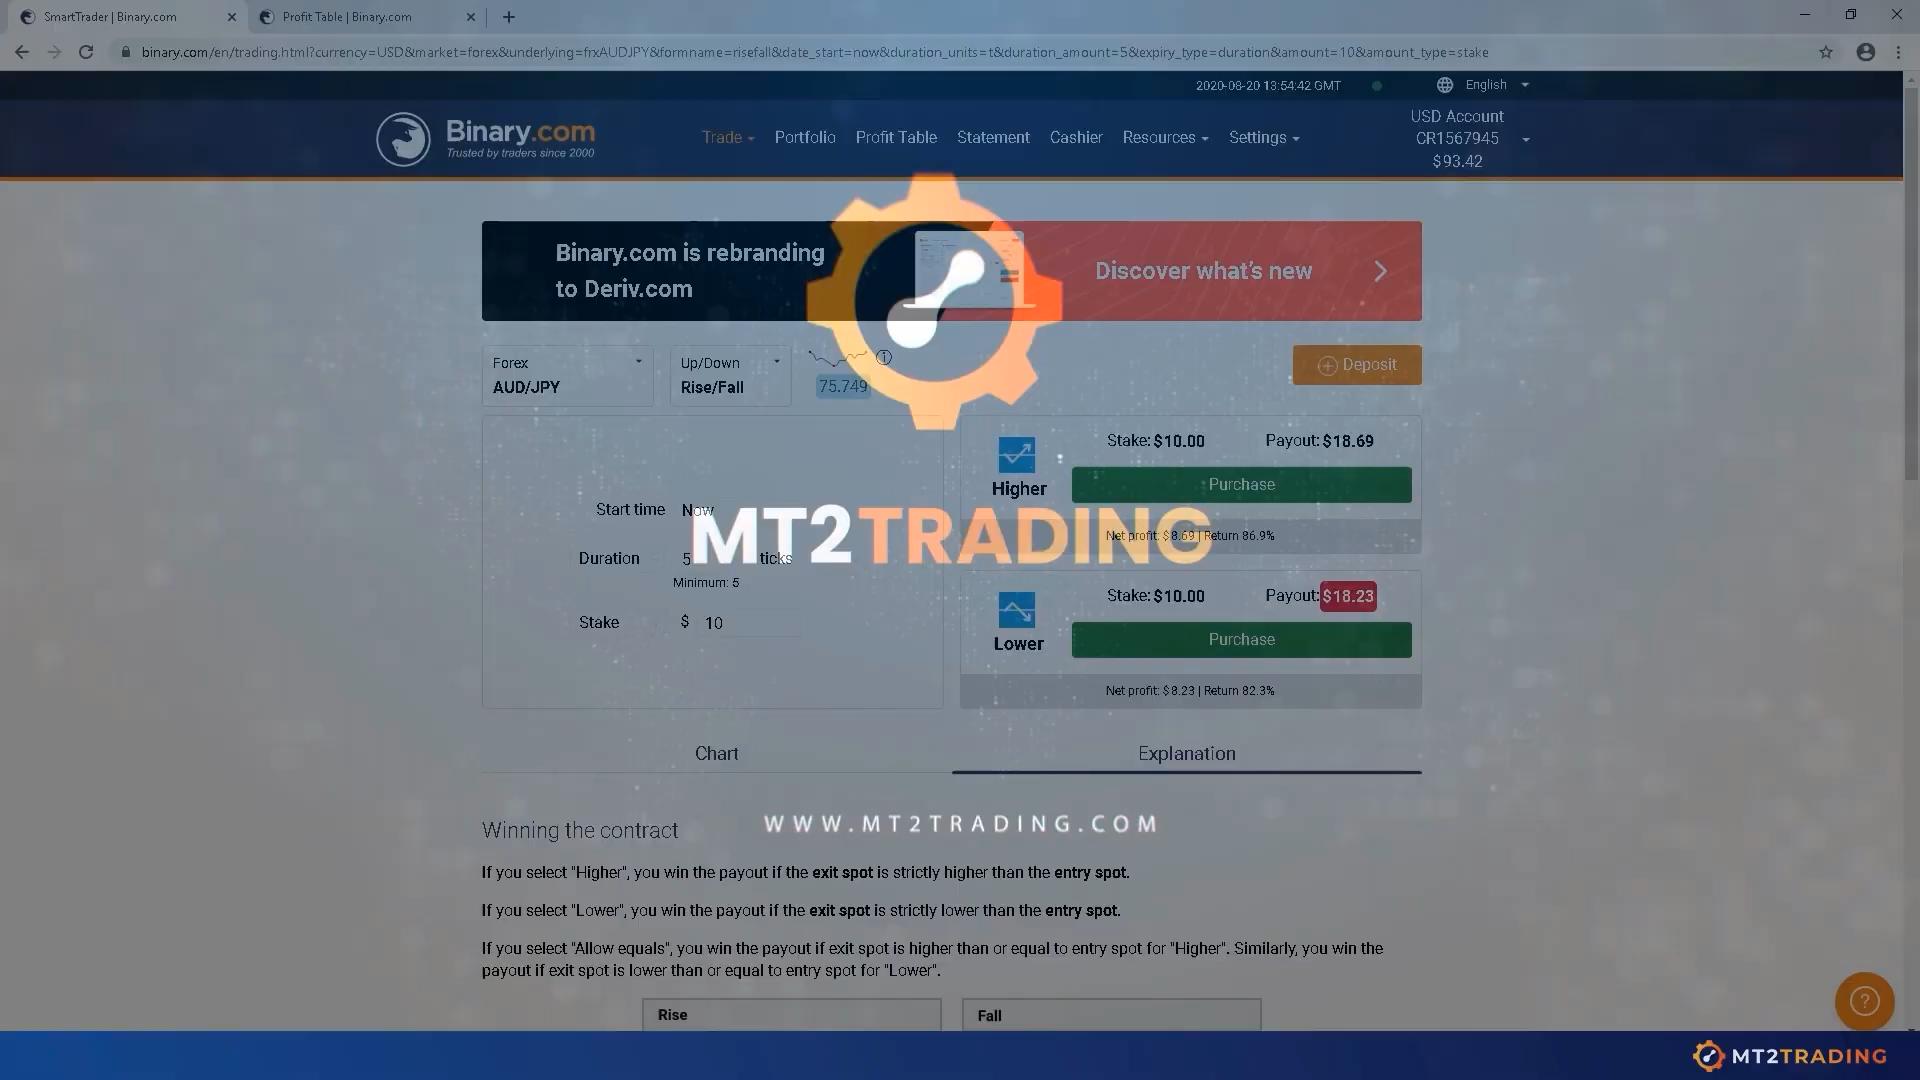 SmartTrader | Binary.com
Profit Table | Binary.com
binary.com/en/trading.html?currency=USD&market=forex&underlying=frxAUDJPY&formname=risefall&date_start=now&duration_units=t&duration_amount=5&expiry_type=duration&amount=10&amount_type=stake
2020-08-20 13:54:42 GMT
English
Binary.com
Trusted by traders since 2000
Trade
Portfolio
Profit Table
Statement
Cashier
Resources
Settings
USD Account
CR1567945
$93.42
Binary.com is rebranding
to Deriv.com
Discover what's new
Forex
AUD/JPY
Up/Down
Rise/Fall
75.749
Deposit
Start time Now
Duration 5 ticks
Minimum: 5
Stake $ 10
Higher
Stake: $10.00 Payout: $18.69
Purchase
Net profit: $8.69 | Return 86.9%
MT2TRADING
Lower
Stake: $10.00 Payout: $18.23
Purchase
Net profit: $8.23 | Return 82.3%
Chart
Explanation
WWW.MT2TRADING.COM
Winning the contract
If you select "Higher", you win the payout if the exit spot is strictly higher than the entry spot.
If you select "Lower", you win the payout if the exit spot is strictly lower than the entry spot.
If you select "Allow equals", you win the payout if exit spot is higher than or equal to entry spot for "Higher". Similarly, you win the
payout if exit spot is lower than or equal to entry spot for "Lower".
Rise
Fall
MT2TRADING